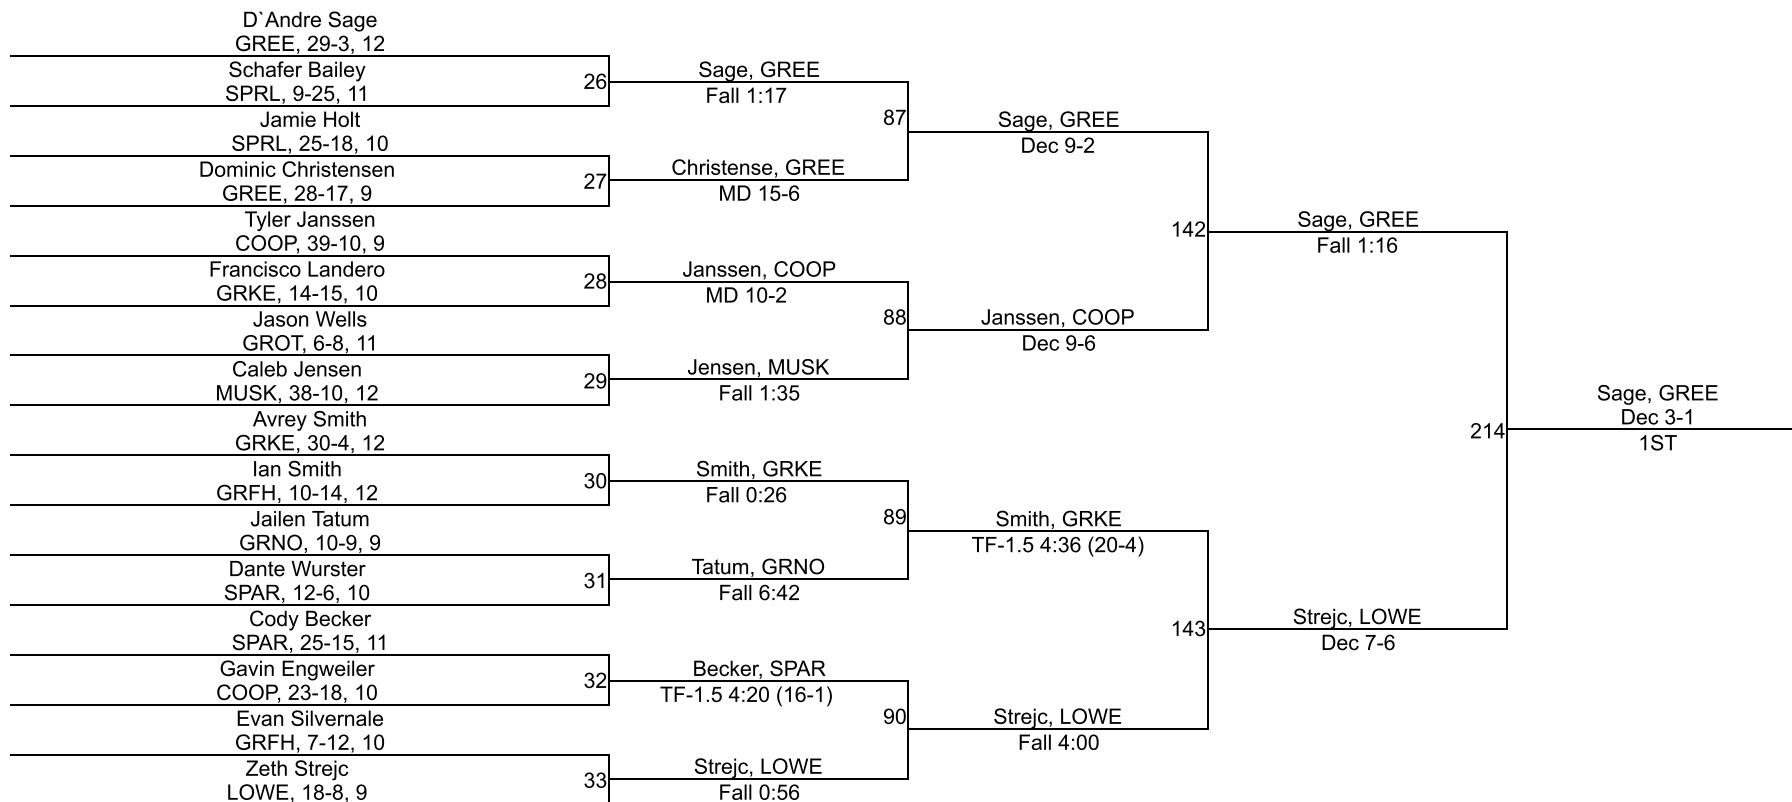 D`Andre Sage
GREE, 29-3, 12
Schafer Bailey
SPRL, 9-25, 11
26
Jamie Holt
SPRL, 25-18, 10
Dominic Christensen
GREE, 28-17, 9
27
Tyler Janssen
COOP, 39-10, 9
Francisco Landero
GRKE, 14-15, 10
28
Jason Wells
GROT, 6-8, 11
Caleb Jensen
MUSK, 38-10, 12
29
Avrey Smith
GRKE, 30-4, 12
Ian Smith
GRFH, 10-14, 12
30
Jailen Tatum
GRNO, 10-9, 9
Dante Wurster
SPAR, 12-6, 10
31
Cody Becker
SPAR, 25-15, 11
Gavin Engweiler
COOP, 23-18, 10
32
Evan Silvernale
GRFH, 7-12, 10
Zeth Strejc
LOWE, 18-8, 9
33
Sage, GREE
Fall 1:17
87
Christense, GREE
MD 15-6
Janssen, COOP
MD 10-2
88
Jensen, MUSK
Fall 1:35
Smith, GRKE
Fall 0:26
89
Tatum, GRNO
Fall 6:42
Becker, SPAR
TF-1.5 4:20 (16-1)
90
Strejc, LOWE
Fall 0:56
Sage, GREE
Dec 9-2
142
Janssen, COOP
Dec 9-6
Smith, GRKE
TF-1.5 4:36 (20-4)
143
Strejc, LOWE
Fall 4:00
Sage, GREE
Fall 1:16
214
Strejc, LOWE
Dec 7-6
Sage, GREE
Dec 3-1
1ST